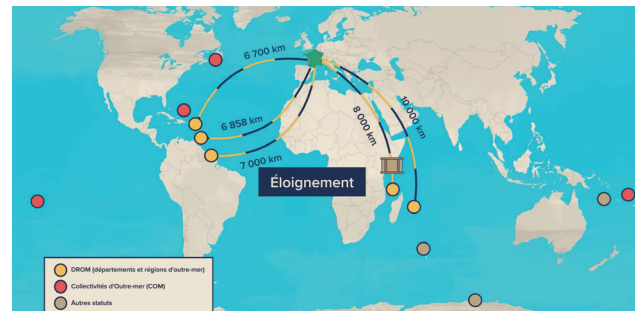 6 700 km
6 858 km
7 000 km
8 000 km
10 000 km
Éloignement
DROM (départements et régions d'outre-mer)
Collectivités d'Outre-mer (COM)
Autres statuts